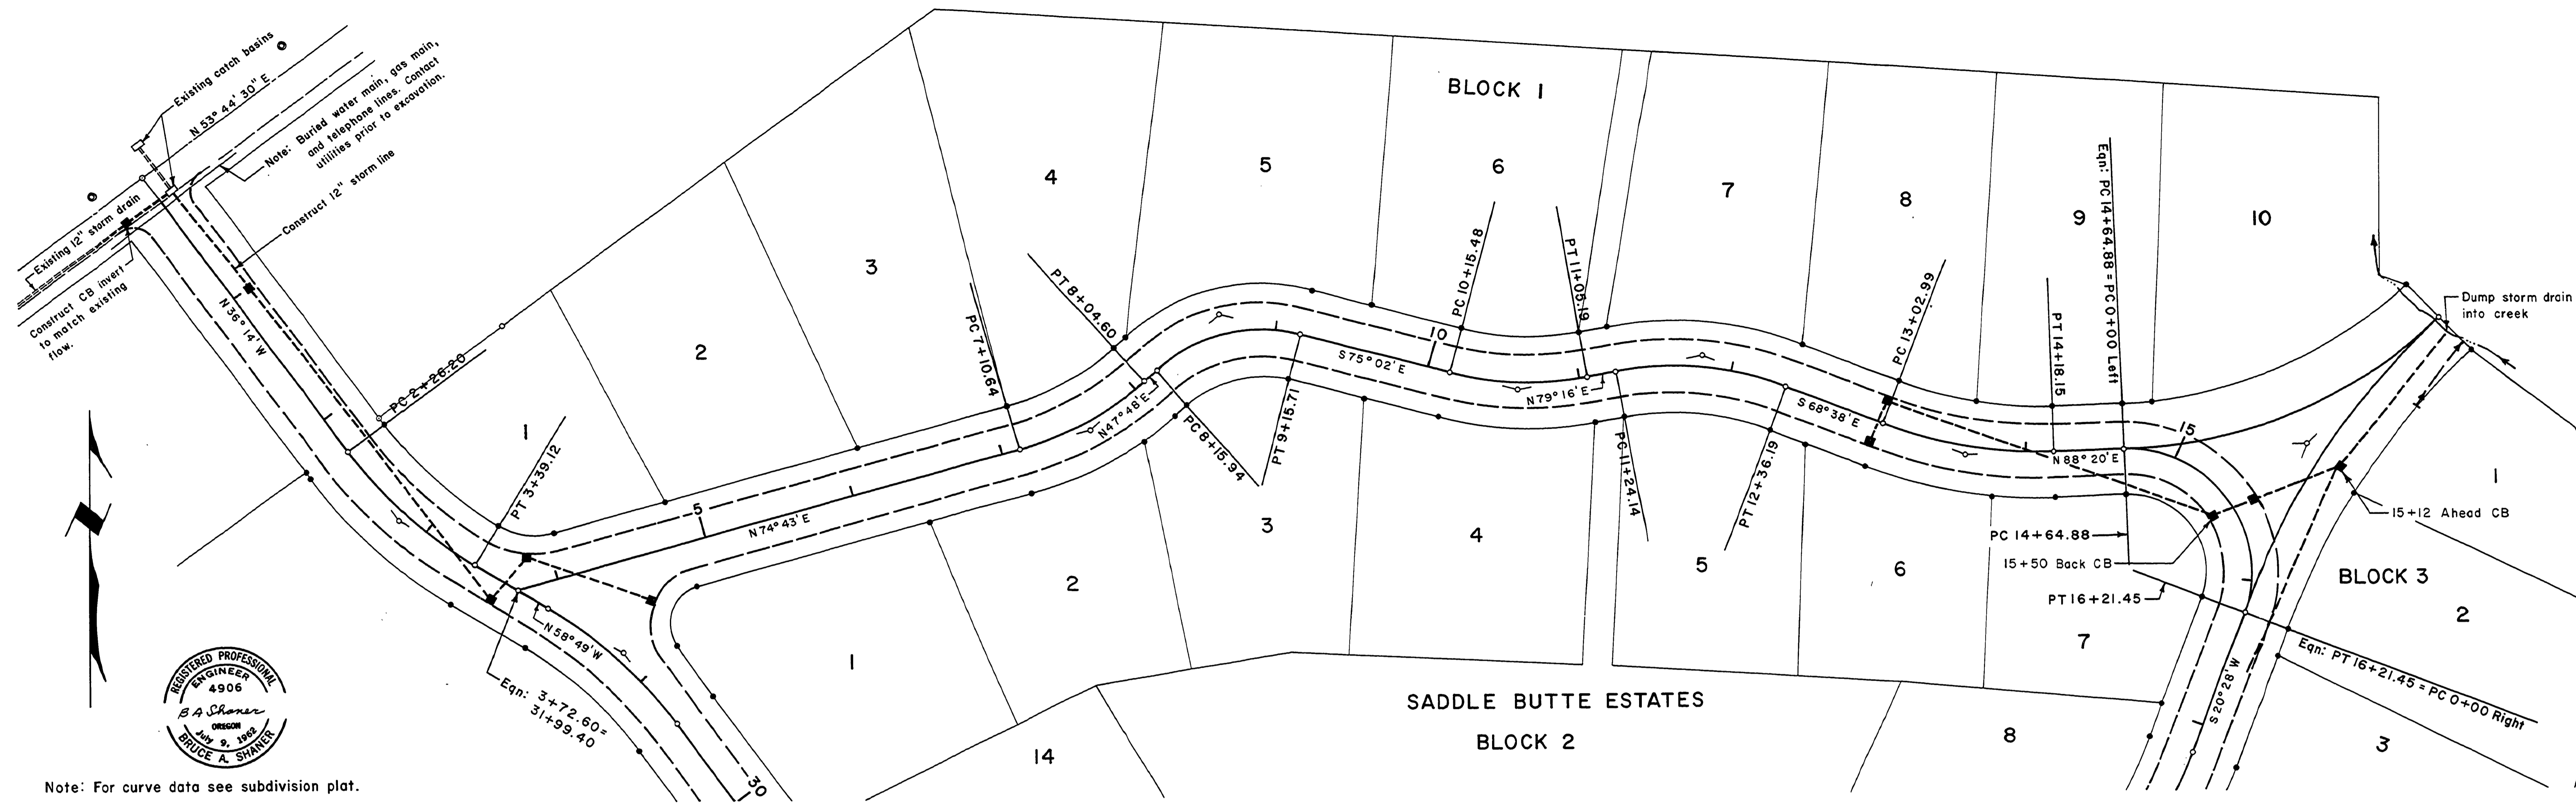 Existing catch basins
N 53° 44' 30" E
Note: Buried water main, gas main,
and telephone lines. Contact
utilities prior to excavation.
Construct 12" storm line
Existing 12" storm drain
Construct CB invert
to match existing
flow.
N 36° 14' W
PC 2+26.20
1
2
3
4
5
BLOCK 1
6
7
8
9
10
PT 3+39.12
5
N 74° 43' E
PC 7+10.64
PT 8+04.60
N 47° 48' E
PC 8+15.94
PT 9+15.71
S 75° 02' E
10
PC 10+15.48
PT 11+05.19
N 79° 16' E
PC 11+24.14
PT 12+36.19
S 68° 38' E
PC 13+02.99
PT 14+18.15
Eqn: PC 14+64.88 = PC 0+00 Left
N 88° 20' E
15
Dump storm drain
into creek
15+12 Ahead CB
PC 14+64.88
15+50 Back CB
PT 16+21.45
Eqn: PT 16+21.45 = PC 0+00 Right
S 20° 28' W
BLOCK 3
1
2
3
N 58° 49' W
Eqn: 3+72.60=
31+99.40
30
1
2
3
4
5
6
7
8
14
SADDLE BUTTE ESTATES
BLOCK 2
REGISTERED PROFESSIONAL
ENGINEER
4906
B A Shaner
OREGON
July 9, 1962
BRUCE A. SHANER
Note: For curve data see subdivision plat.